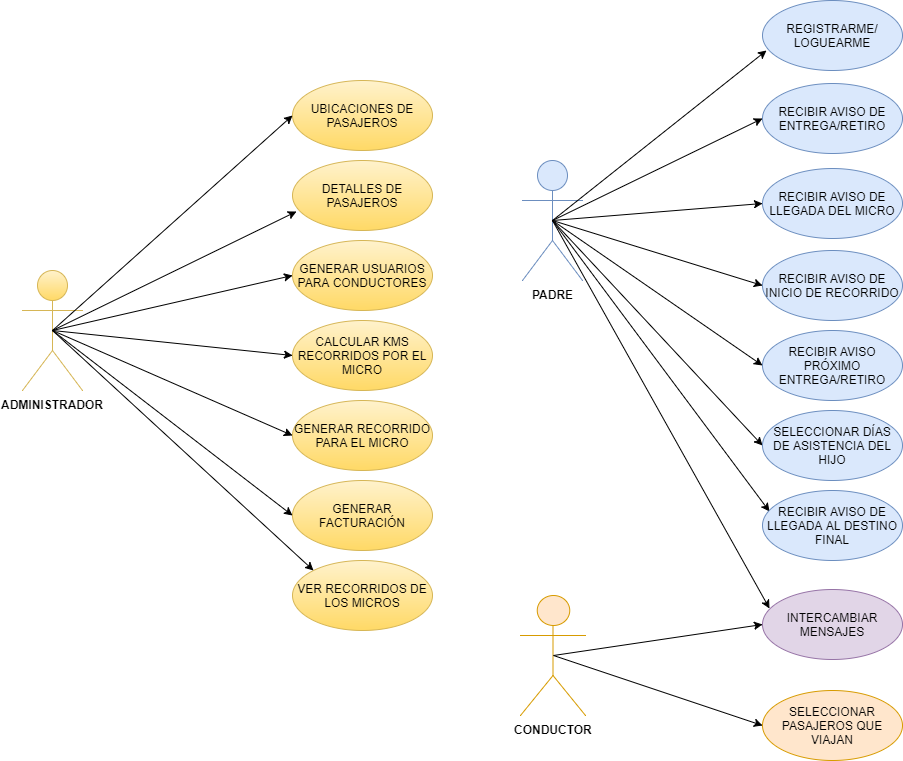 UBICACIONES DE
PASAJEROS
DETALLES DE
PASAJEROS
GENERAR USUARIOS
PARA CONDUCTORES
CALCULAR KMS
RECORRIDOS POR EL
MICRO
GENERAR RECORRIDO
PARA EL MICRO
GENERAR
FACTURACIÓN
VER RECORRIDOS DE
LOS MICROS
ADMINISTRADOR
REGISTRARME/
LOGUEARME
RECIBIR AVISO DE
ENTREGA/RETIRO
RECIBIR AVISO DE
LLEGADA DEL MICRO
RECIBIR AVISO DE
INICIO DE RECORRIDO
RECIBIR AVISO
PRÓXIMO
ENTREGA/RETIRO
SELECCIONAR DÍAS
DE ASISTENCIA DEL
HIJO
RECIBIR AVISO DE
LLEGADA AL DESTINO
FINAL
PADRE
INTERCAMBIAR
MENSAJES
SELECCIONAR
PASAJEROS QUE
VIAJAN
CONDUCTOR